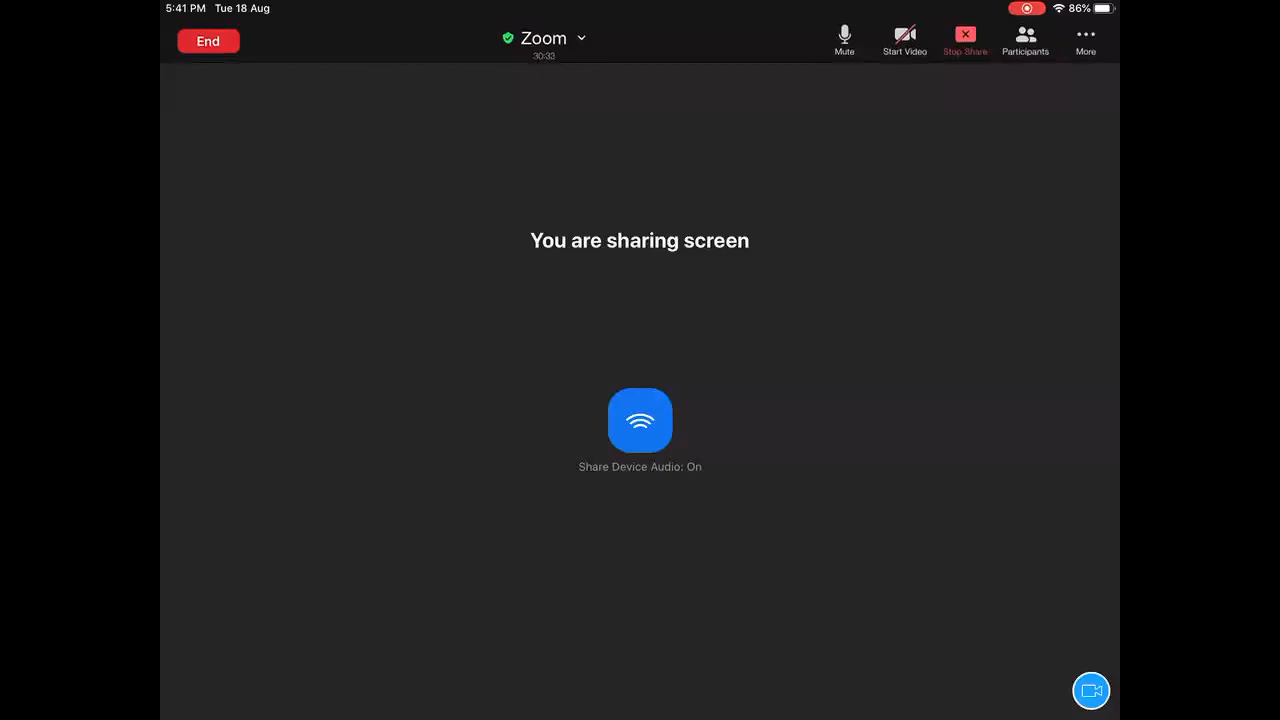 5:41 PM Tue 18 Aug
86%
End
Zoom
30:33
Mute
Start Video
Stop Share
Participants
More
You are sharing screen
Share Device Audio: On